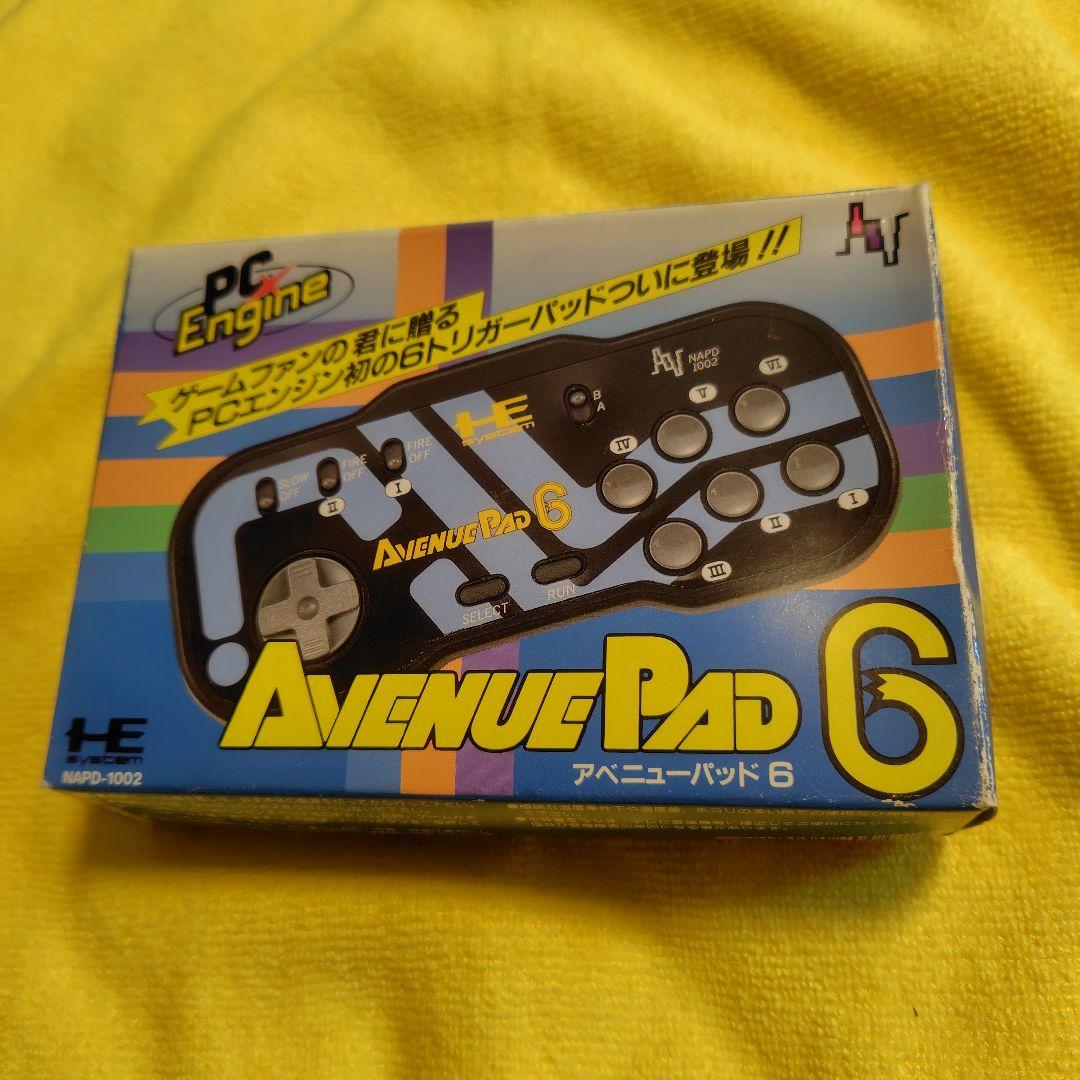 PC Engine
AV
ゲームファンの君に贈る
PCエンジン初の6トリガーパッドついに登場!!
AV NAPD
1002
HE
system
B
A
SLOW
OFF
FIRE
OFF
II
FIRE
OFF
I
VI
V
IV
I
II
III
AVENUE PAD 6
SELECT
RUN
AVENUE PAD 6
アベニューパッド6
HE
system
NAPD-1002